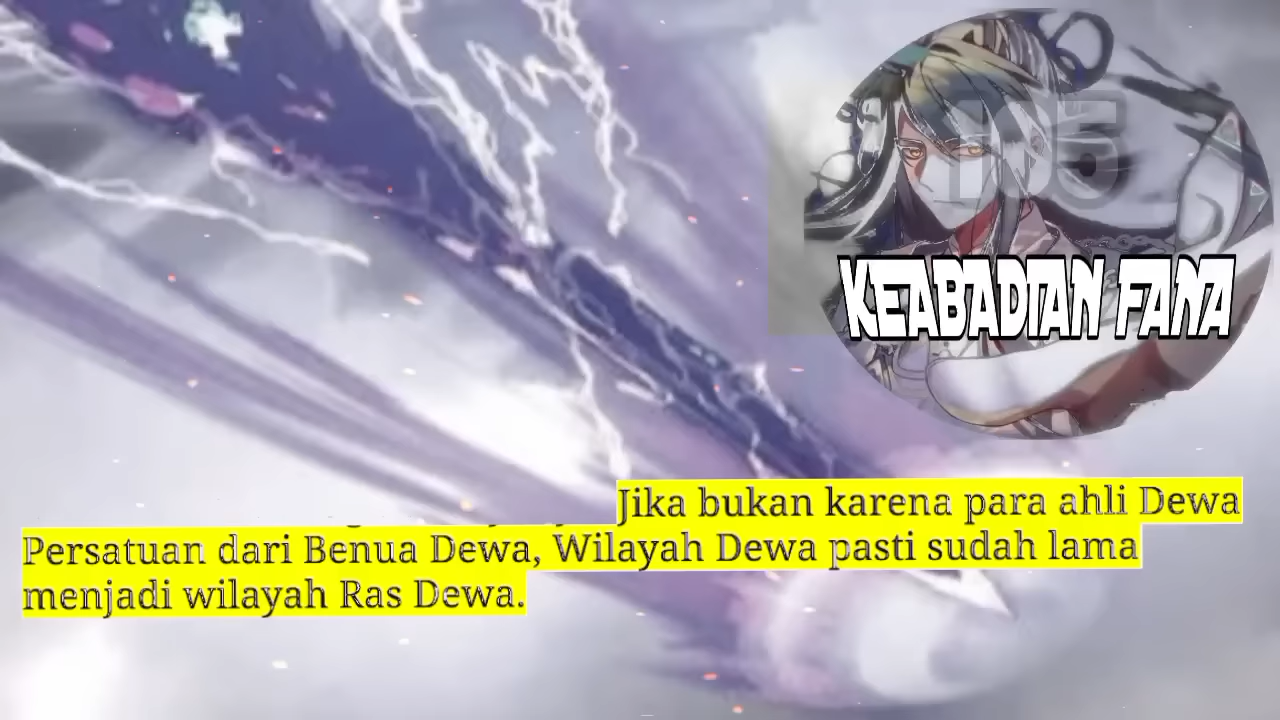 105
KEABADIAN FANA
Jika bukan karena para ahli Dewa
Persatuan dari Benua Dewa, Wilayah Dewa pasti sudah lama
menjadi wilayah Ras Dewa.